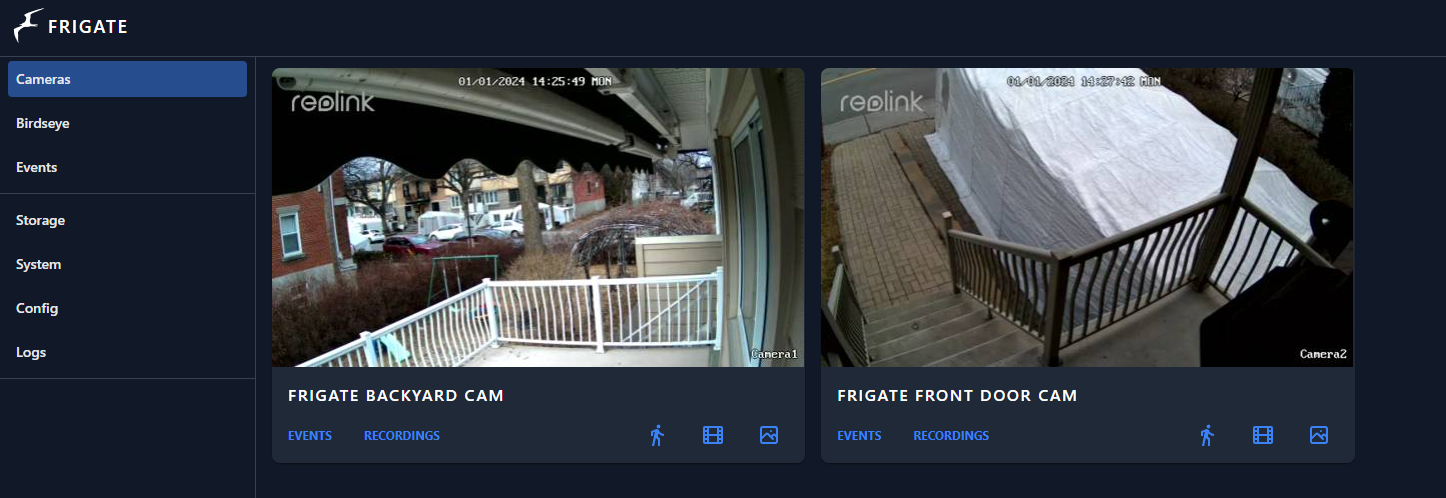 FRIGATE
Cameras
Birdseye
Events
Storage
System
Config
Logs
01/01/2024 14:25:49 MON
reolink
Camera1
FRIGATE BACKYARD CAM
EVENTS RECORDINGS
01/01/2024 14:27:42 MON
reolink
Camera2
FRIGATE FRONT DOOR CAM
EVENTS RECORDINGS